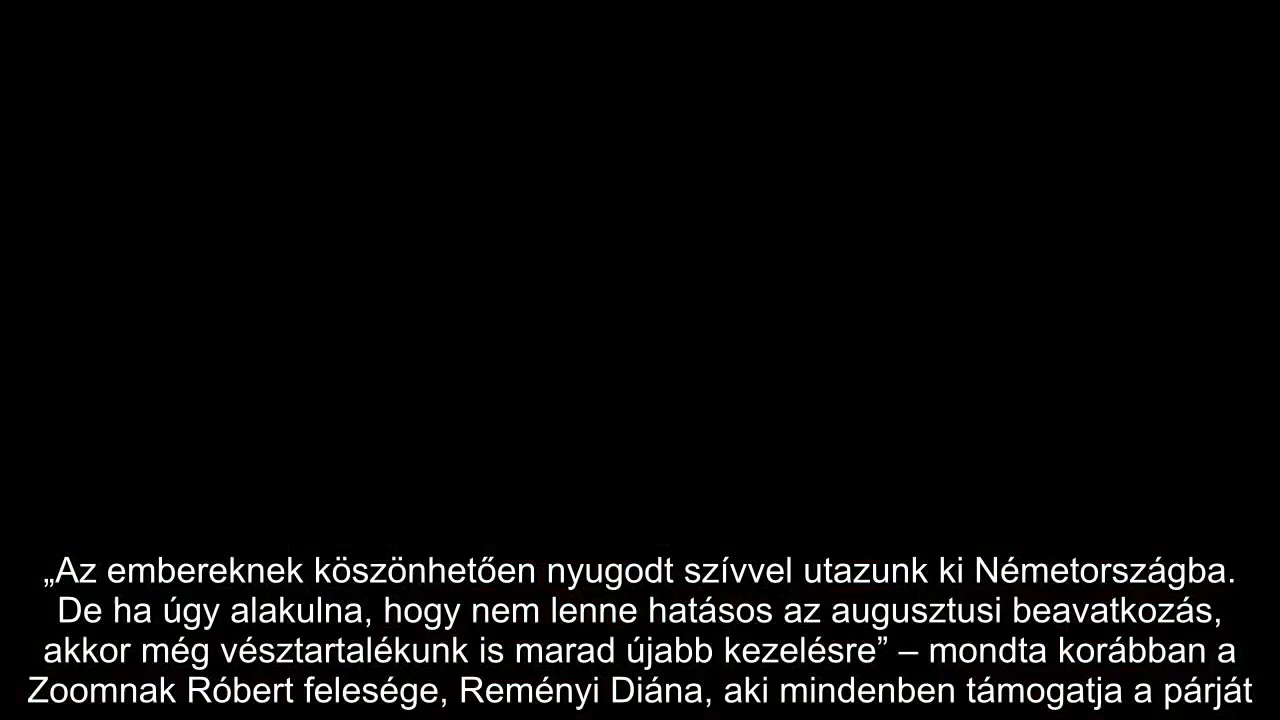 „Az embereknek köszönhetően nyugodt szívvel utazunk ki Németországba.
De ha úgy alakulna, hogy nem lenne hatásos az augusztusi beavatkozás,
akkor még vésztartalékunk is marad újabb kezelésre” – mondta korábban a
Zoomnak Róbert felesége, Reményi Diána, aki mindenben támogatja a párját